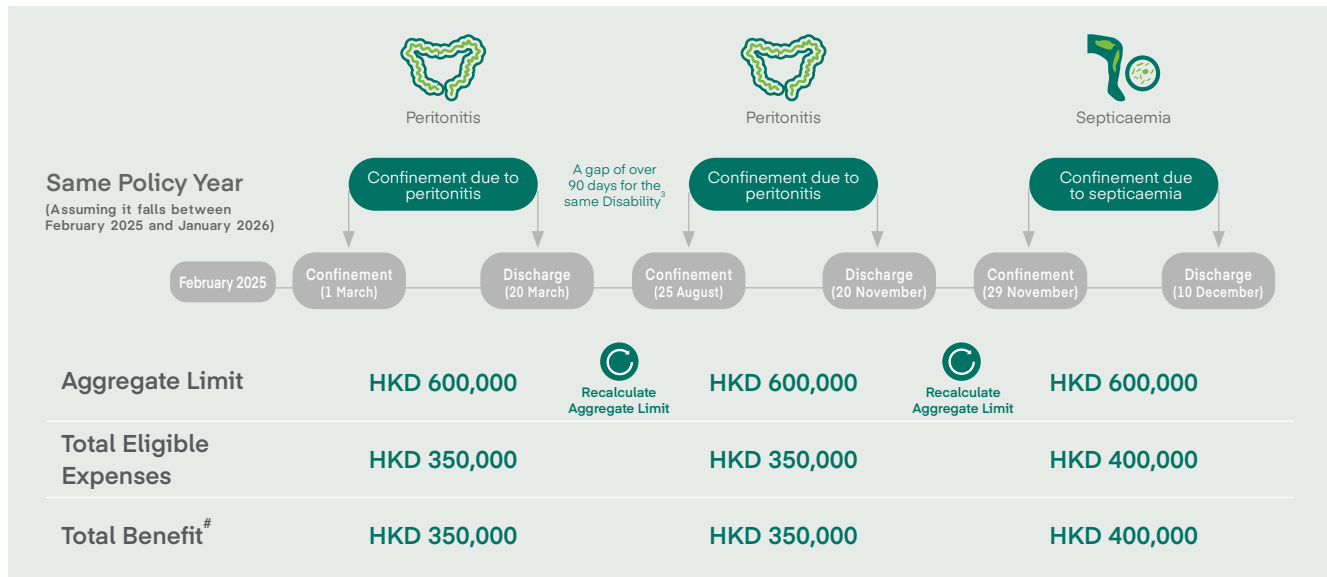 Peritonitis
Peritonitis
Septicaemia
Same Policy Year
(Assuming it falls between
February 2025 and January 2026)
Confinement due to
peritonitis
A gap of over
90 days for the
same Disability³
Confinement due to
peritonitis
Confinement due
to septicaemia
February 2025
Confinement
(1 March)
Discharge
(20 March)
Confinement
(25 August)
Discharge
(20 November)
Confinement
(29 November)
Discharge
(10 December)
Aggregate Limit
HKD 600,000
Recalculate
Aggregate Limit
HKD 600,000
Recalculate
Aggregate Limit
HKD 600,000
Total Eligible
Expenses
HKD 350,000
HKD 350,000
HKD 400,000
Total Benefit#
HKD 350,000
HKD 350,000
HKD 400,000